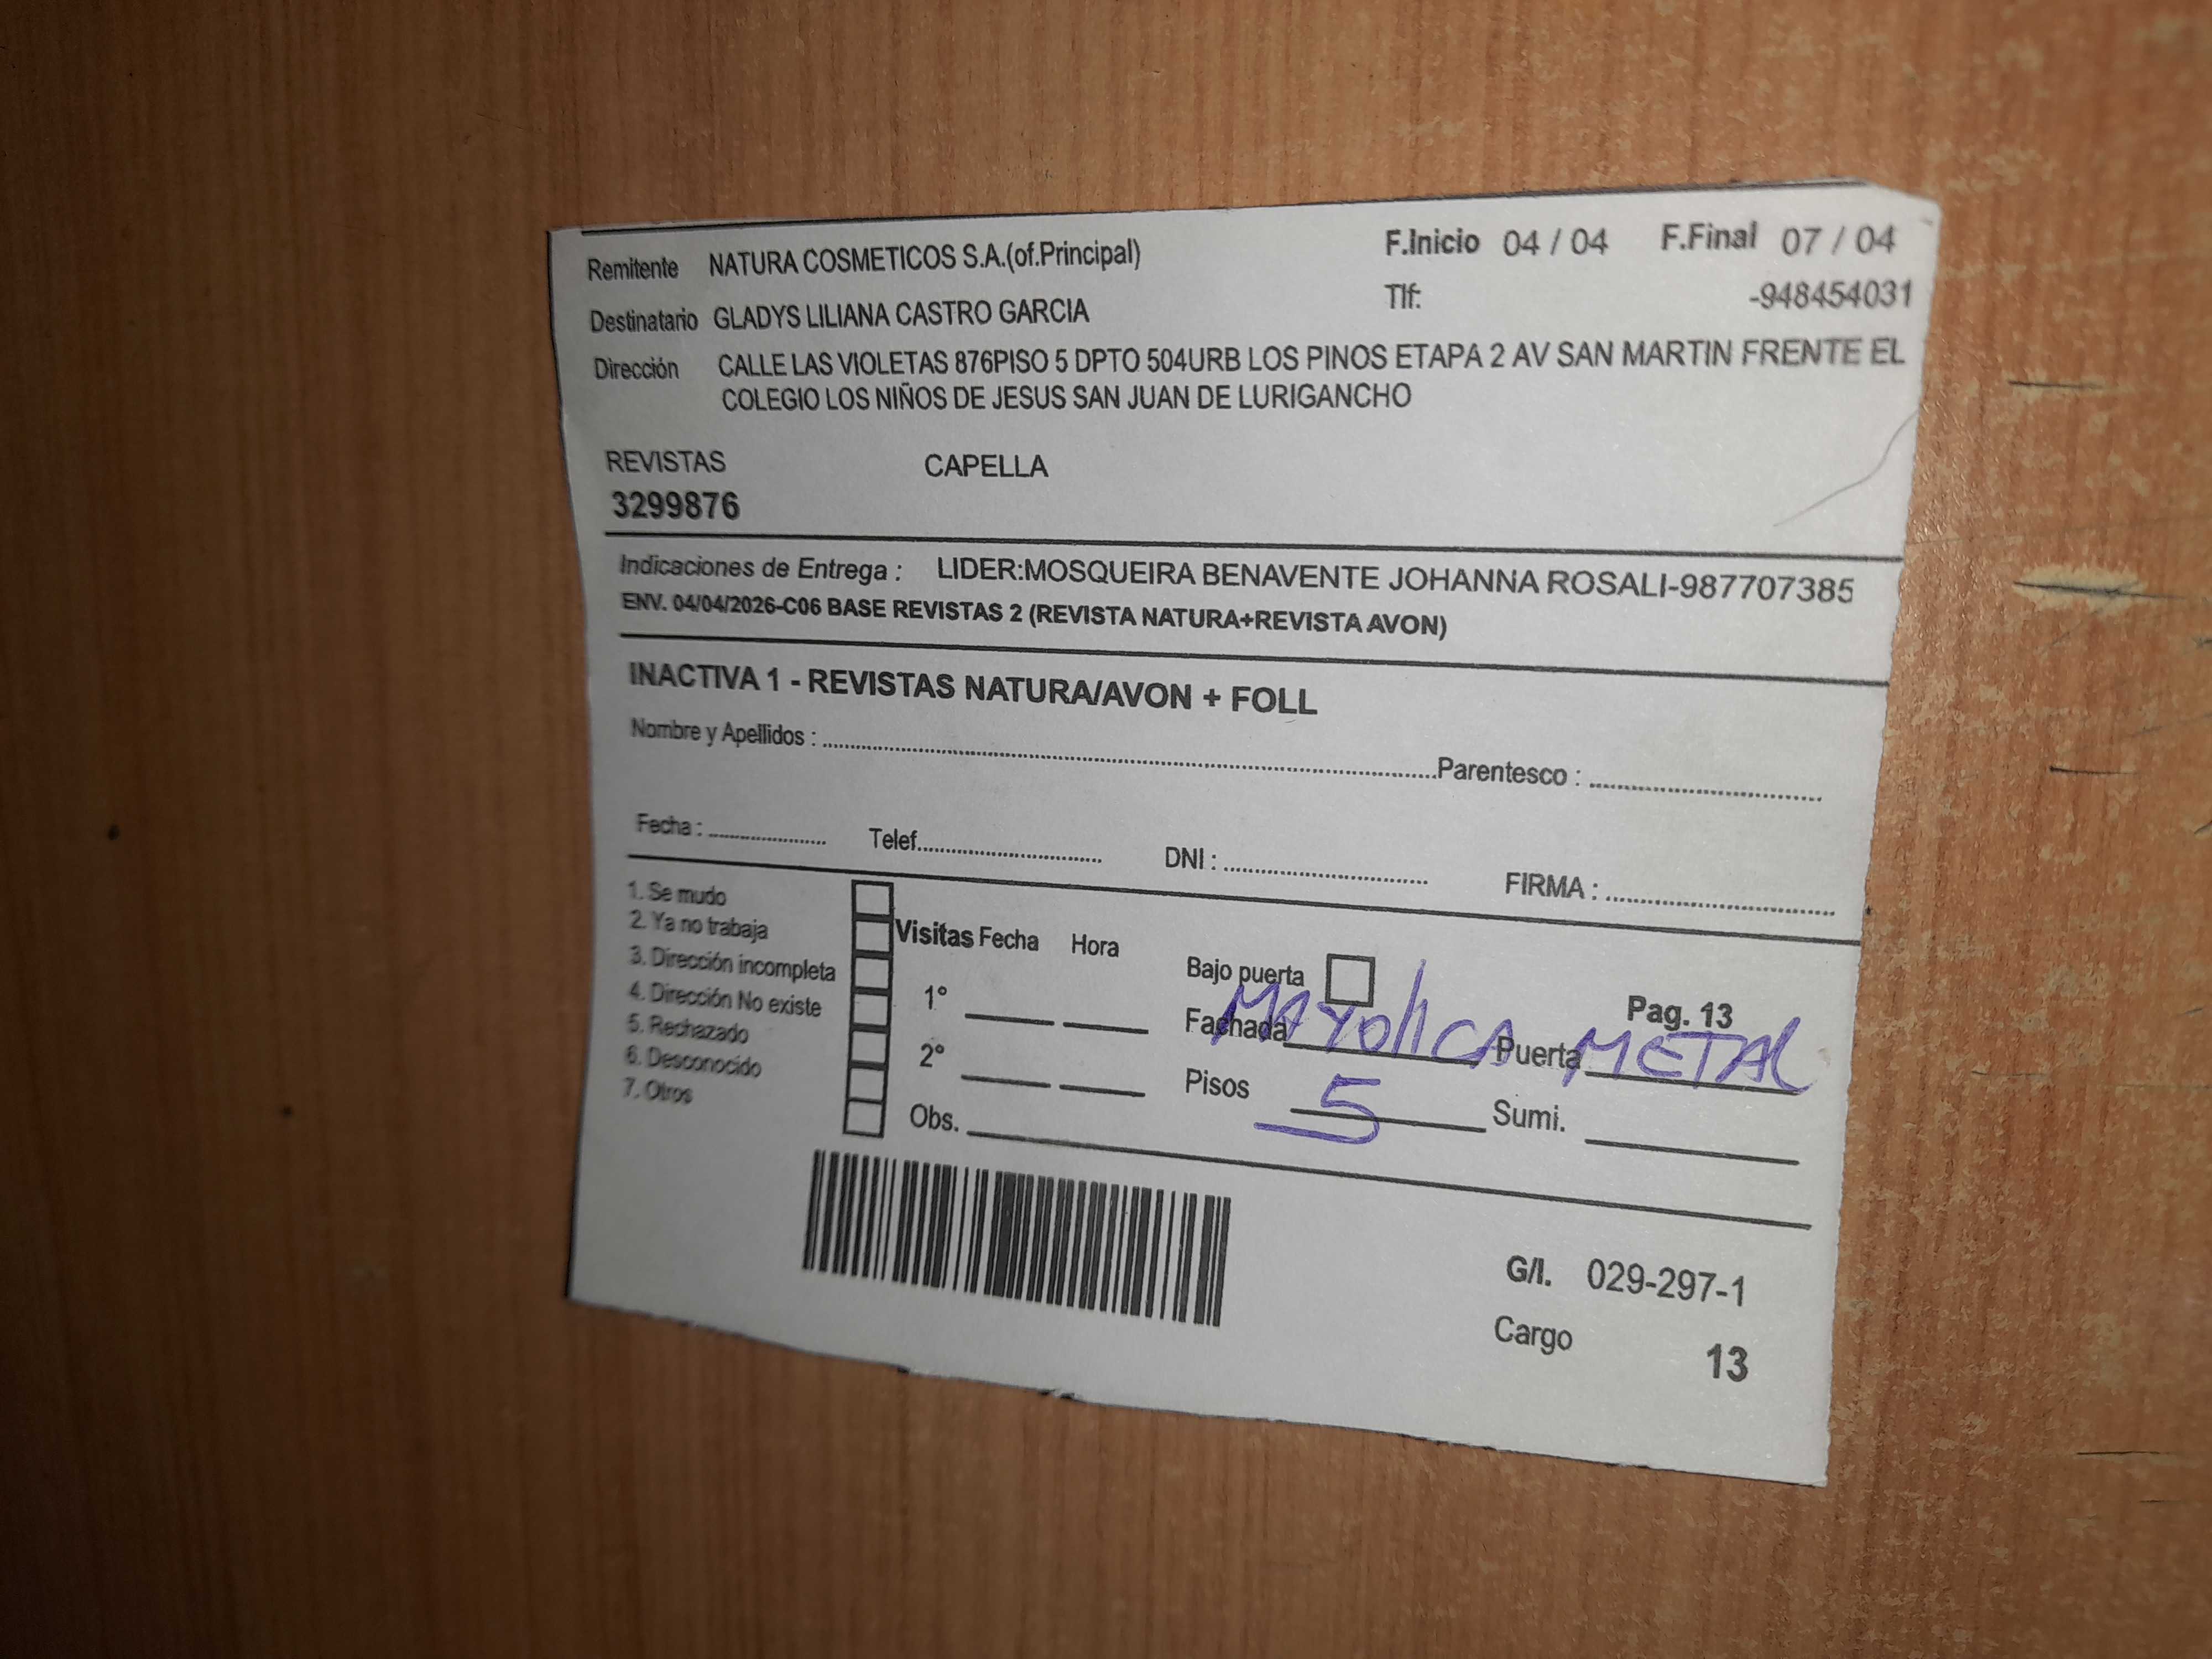 Remitente NATURA COSMETICOS S.A.(of.Principal) F.Inicio 04 / 04 F.Final 07 / 04
Destinatario GLADYS LILIANA CASTRO GARCIA Tlf: -948454031
Dirección CALLE LAS VIOLETAS 876PISO 5 DPTO 504URB LOS PINOS ETAPA 2 AV SAN MARTIN FRENTE EL
COLEGIO LOS NIÑOS DE JESUS SAN JUAN DE LURIGANCHO
REVISTAS CAPELLA
3299876
Indicaciones de Entrega : LIDER:MOSQUEIRA BENAVENTE JOHANNA ROSALI-987707385
ENV. 04/04/2026-C06 BASE REVISTAS 2 (REVISTA NATURA+REVISTA AVON)
INACTIVA 1 - REVISTAS NATURA/AVON + FOLL
Nombre y Apellidos : Parentesco :
Fecha : Telef. DNI : FIRMA :
1. Se mudo
2. Ya no trabaja
3. Dirección incompleta
4. Dirección No existe
5. Rechazado
6. Desconocido
7. Otros
Visitas Fecha Hora
1°
2°
Obs.
Bajo puerta Pag. 13
Fachada MAYOlICA Puerta METAL
Pisos 5 Sumi.
G/I. 029-297-1
Cargo 13